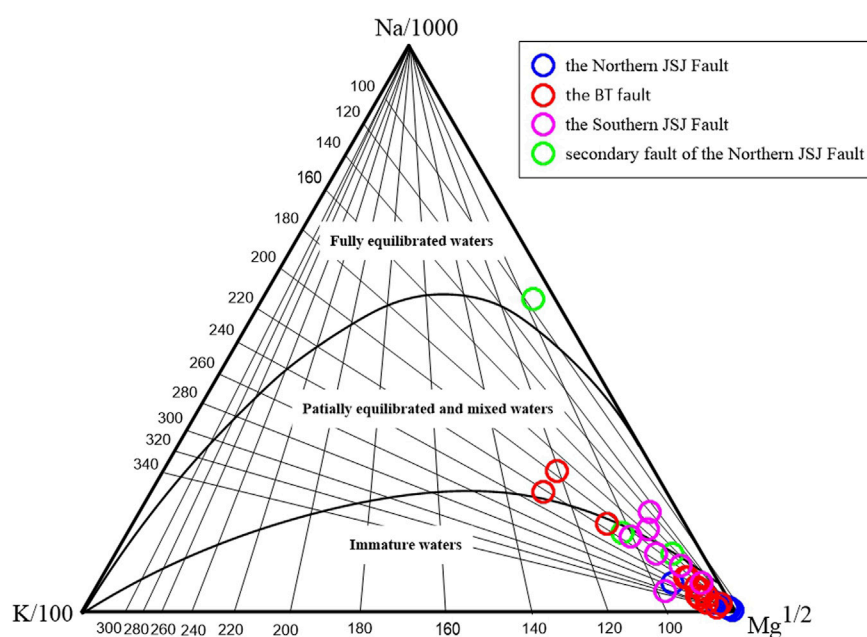 Na/1000
the Northern JSJ Fault
the BT fault
the Southern JSJ Fault
secondary fault of the Northern JSJ Fault
100
120
140
160
180
200
220
240
260
280
300
320
340
Fully equilibrated waters
Patially equilibrated and mixed waters
Immature waters
K/100
Mg1/2
300 280 260 240 220 200 180 160 140 120 100